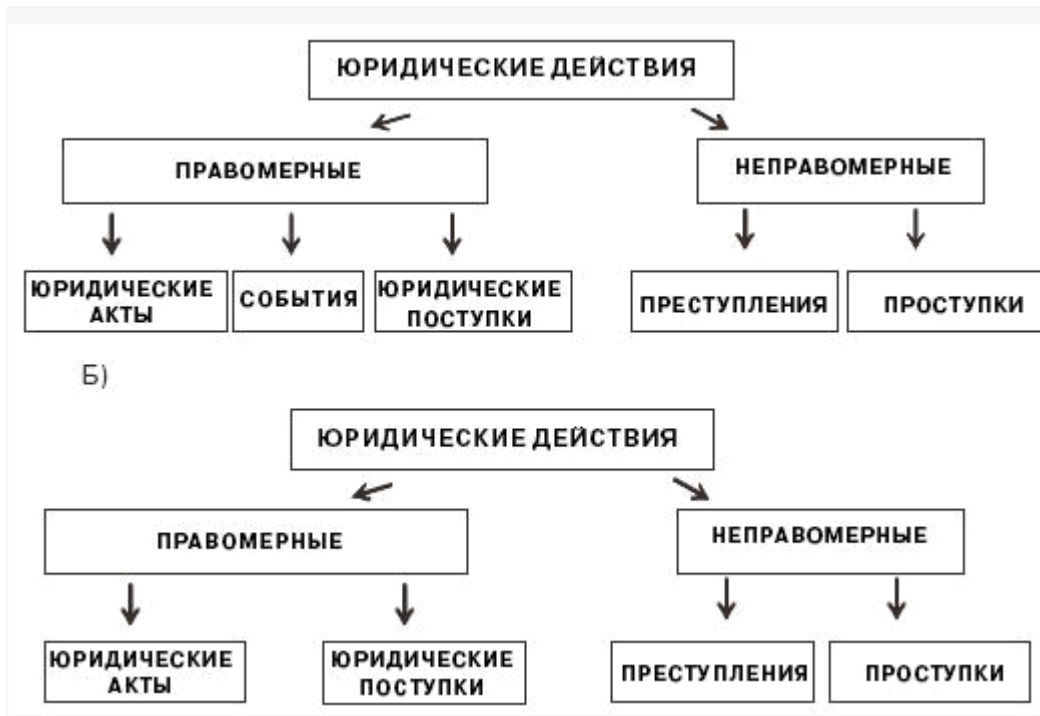 ЮРИДИЧЕСКИЕ ДЕЙСТВИЯ
ПРАВОМЕРНЫЕ
НЕПРАВОМЕРНЫЕ
ЮРИДИЧЕСКИЕ
АКТЫ
СОБЫТИЯ
ЮРИДИЧЕСКИЕ
ПОСТУПКИ
ПРЕСТУПЛЕНИЯ
ПРОСТУПКИ
Б)
ЮРИДИЧЕСКИЕ ДЕЙСТВИЯ
ПРАВОМЕРНЫЕ
НЕПРАВОМЕРНЫЕ
ЮРИДИЧЕСКИЕ
АКТЫ
ЮРИДИЧЕСКИЕ
ПОСТУПКИ
ПРЕСТУПЛЕНИЯ
ПРОСТУПКИ